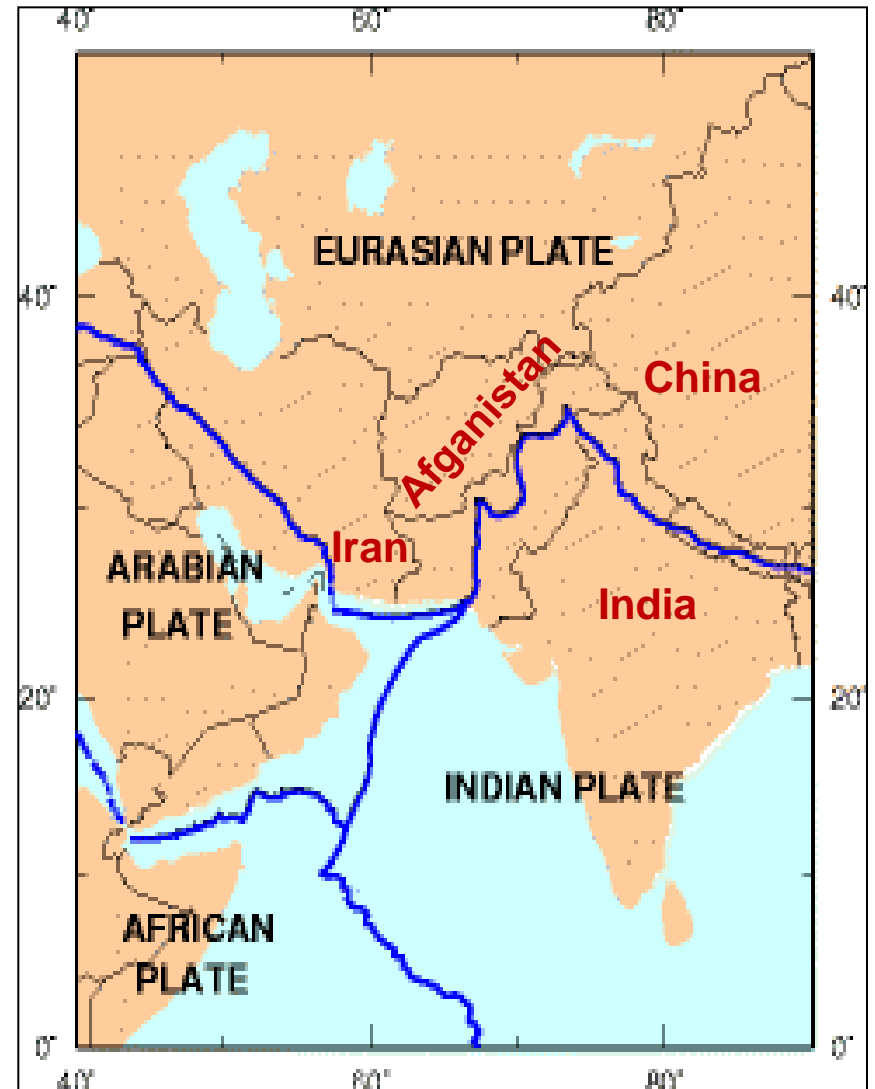 40° 60° 80°
EURASIAN PLATE
40° 40°
China
Afganistan
Iran
ARABIAN
PLATE
India
20° 20°
INDIAN PLATE
AFRICAN
PLATE
0° 0°
40° 60° 80°